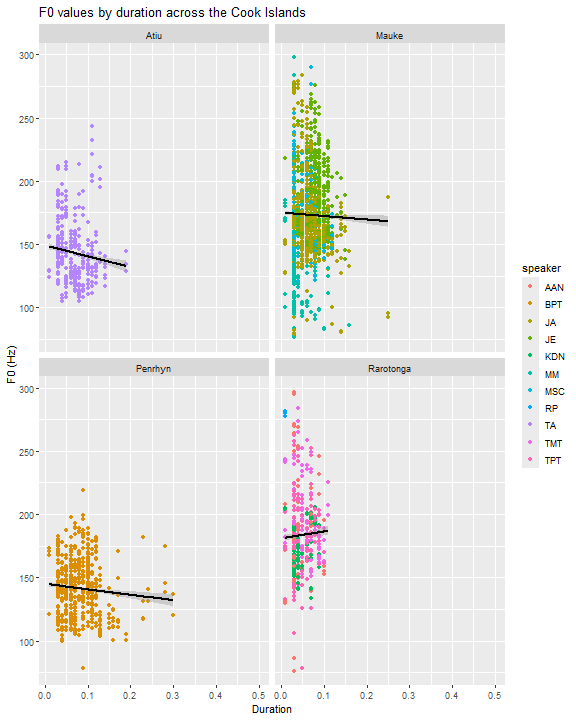 F0 values by duration across the Cook Islands
Atiu
Mauke
300
250
200
150
100
Penrhyn
Rarotonga
300
250
200
150
100
0.0 0.1 0.2 0.3 0.4 0.5 0.0 0.1 0.2 0.3 0.4 0.5
Duration
F0 (Hz)
speaker
AAN
BPT
JA
JE
KDN
MM
MSC
RP
TA
TMT
TPT